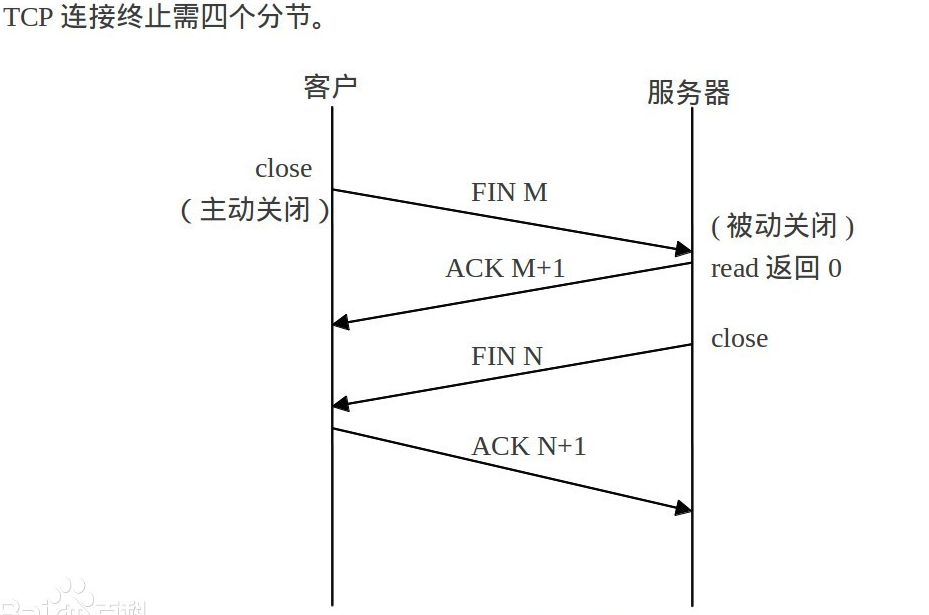 TCP 连接终止需四个分节。
客户
服务器
close
（主动关闭）
FIN M
（被动关闭）
ACK M+1
read 返回 0
close
FIN N
ACK N+1
Bai 百科